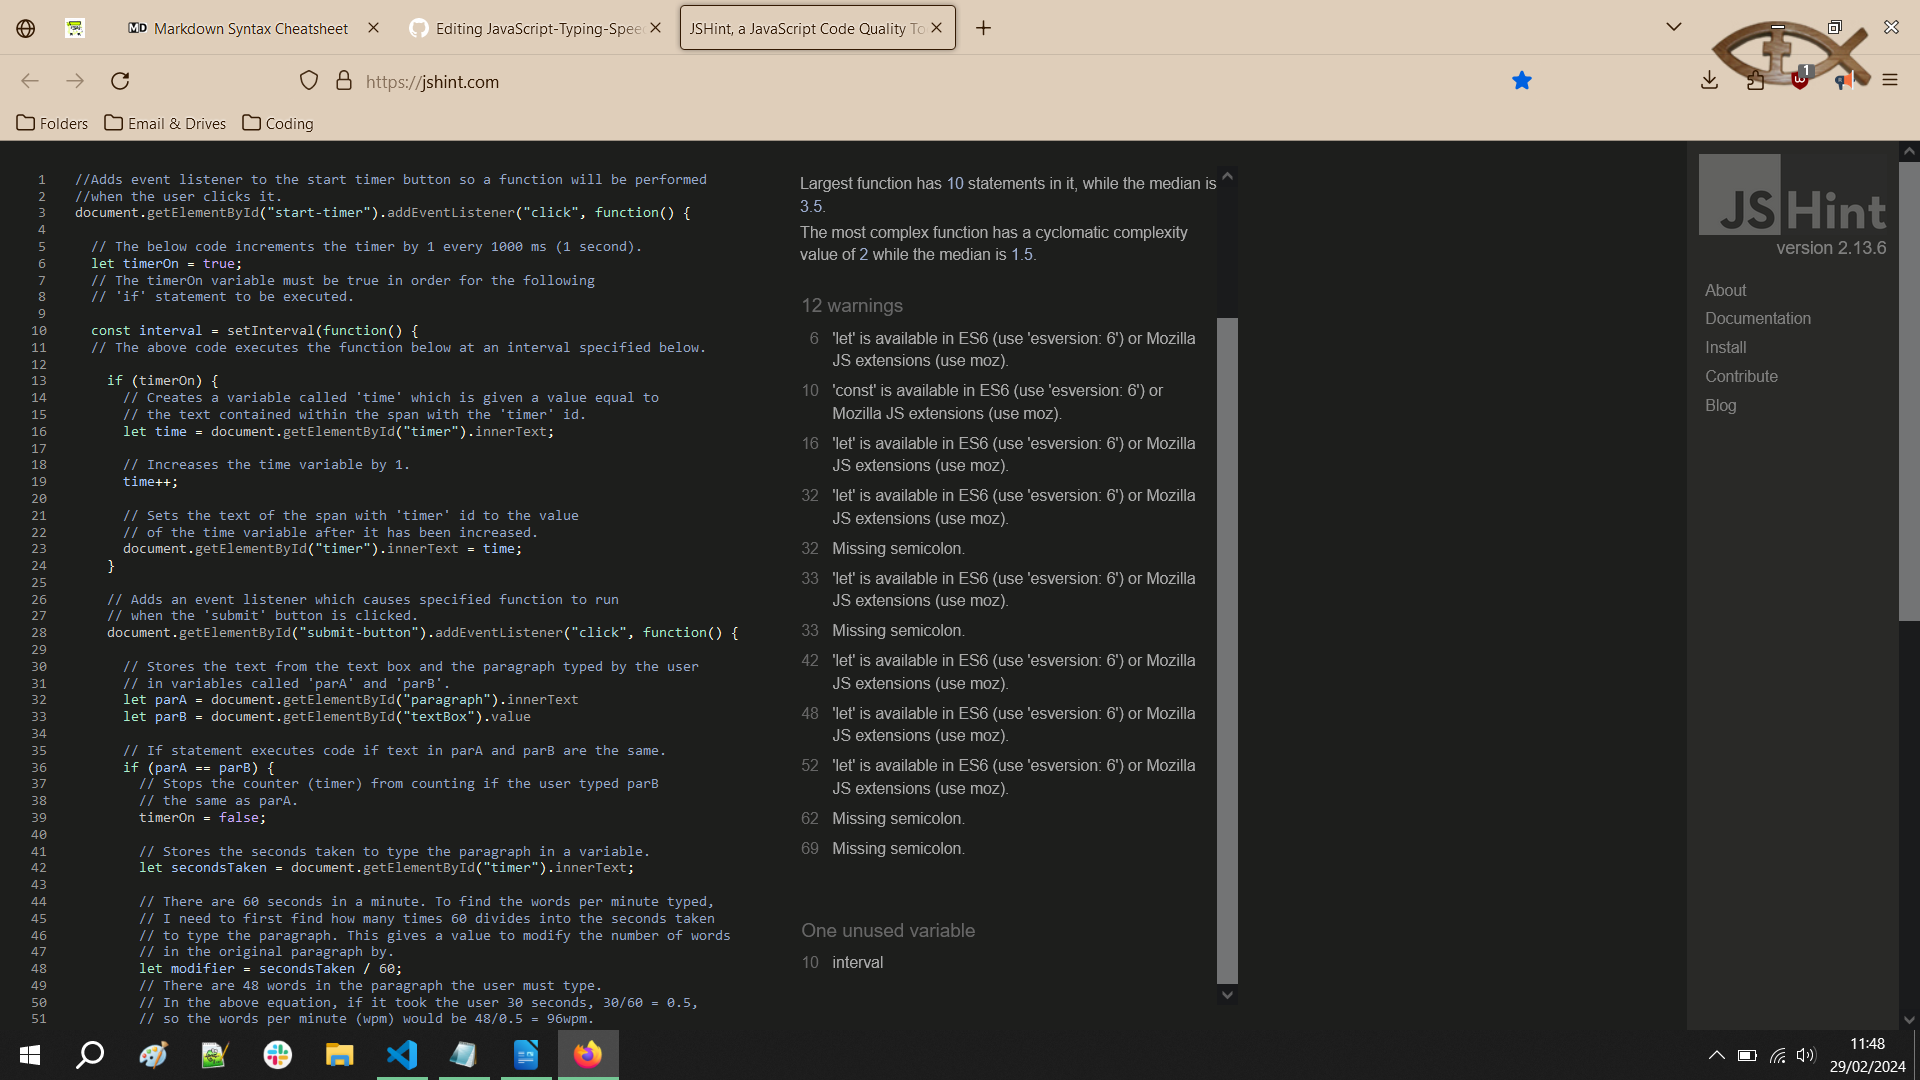 Markdown Syntax Cheatsheet
Editing JavaScript-Typing-Spee
JSHint, a JavaScript Code Quality To
https://jshint.com
1
Folders
Email & Drives
Coding
1 //Adds event listener to the start timer button so a function will be performed
2 //when the user clicks it.
3 document.getElementById("start-timer").addEventListener("click", function() {
4
5 // The below code increments the timer by 1 every 1000 ms (1 second).
6 let timerOn = true;
7 // The timerOn variable must be true in order for the following
8 // 'if' statement to be executed.
9
10 const interval = setInterval(function() {
11 // The above code executes the function below at an interval specified below.
12
13 if (timerOn) {
14 // Creates a variable called 'time' which is given a value equal to
15 // the text contained within the span with the 'timer' id.
16 let time = document.getElementById("timer").innerText;
17
18 // Increases the time variable by 1.
19 time++;
20
21 // Sets the text of the span with 'timer' id to the value
22 // of the time variable after it has been increased.
23 document.getElementById("timer").innerText = time;
24 }
25
26 // Adds an event listener which causes specified function to run
27 // when the 'submit' button is clicked.
28 document.getElementById("submit-button").addEventListener("click", function() {
29
30 // Stores the text from the text box and the paragraph typed by the user
31 // in variables called 'parA' and 'parB'.
32 let parA = document.getElementById("paragraph").innerText
33 let parB = document.getElementById("textBox").value
34
35 // If statement executes code if text in parA and parB are the same.
36 if (parA == parB) {
37 // Stops the counter (timer) from counting if the user typed parB
38 // the same as parA.
39 timerOn = false;
40
41 // Stores the seconds taken to type the paragraph in a variable.
42 let secondsTaken = document.getElementById("timer").innerText;
43
44 // There are 60 seconds in a minute. To find the words per minute typed,
45 // I need to first find how many times 60 divides into the seconds taken
46 // to type the paragraph. This gives a value to modify the number of words
47 // in the original paragraph by.
48 let modifier = secondsTaken / 60;
49 // There are 48 words in the paragraph the user must type.
50 // In the above equation, if it took the user 30 seconds, 30/60 = 0.5,
51 // so the words per minute (wpm) would be 48/0.5 = 96wpm.
Largest function has 10 statements in it, while the median is
3.5.
The most complex function has a cyclomatic complexity
value of 2 while the median is 1.5.
12 warnings
6 'let' is available in ES6 (use 'esversion: 6') or Mozilla
JS extensions (use moz).
10 'const' is available in ES6 (use 'esversion: 6') or
Mozilla JS extensions (use moz).
16 'let' is available in ES6 (use 'esversion: 6') or Mozilla
JS extensions (use moz).
32 'let' is available in ES6 (use 'esversion: 6') or Mozilla
JS extensions (use moz).
32 Missing semicolon.
33 'let' is available in ES6 (use 'esversion: 6') or Mozilla
JS extensions (use moz).
33 Missing semicolon.
42 'let' is available in ES6 (use 'esversion: 6') or Mozilla
JS extensions (use moz).
48 'let' is available in ES6 (use 'esversion: 6') or Mozilla
JS extensions (use moz).
52 'let' is available in ES6 (use 'esversion: 6') or Mozilla
JS extensions (use moz).
62 Missing semicolon.
69 Missing semicolon.
One unused variable
10 interval
JSHint
version 2.13.6
About
Documentation
Install
Contribute
Blog
11:48
29/02/2024